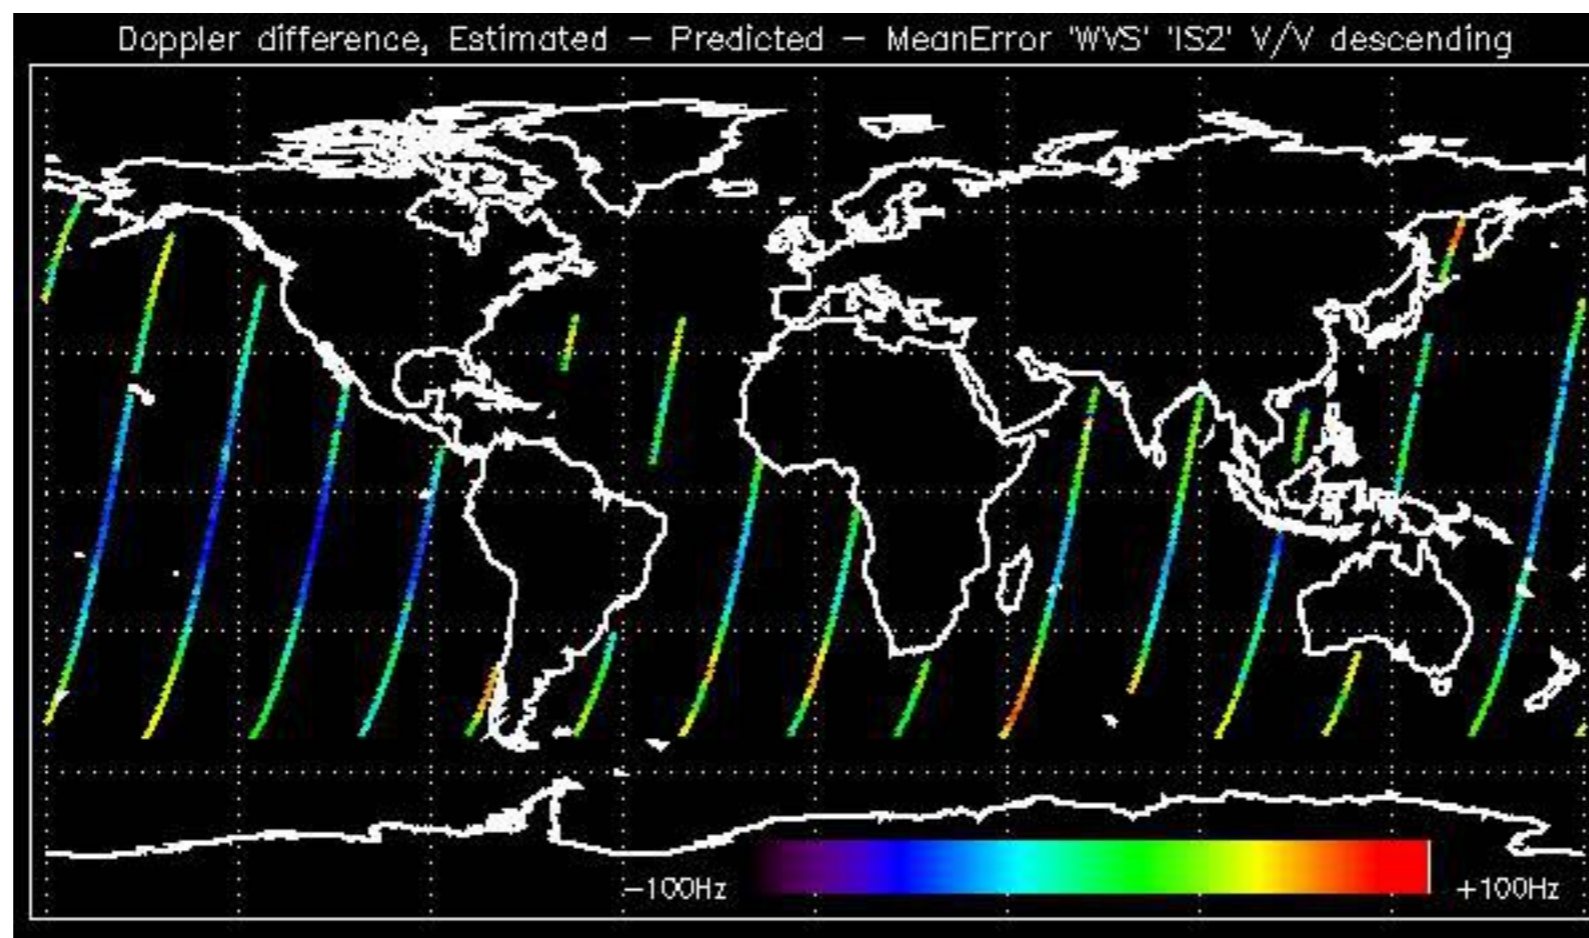 Doppler difference, Estimated – Predicted – MeanError 'WVS' 'IS2' V/V descending
–100Hz +100Hz